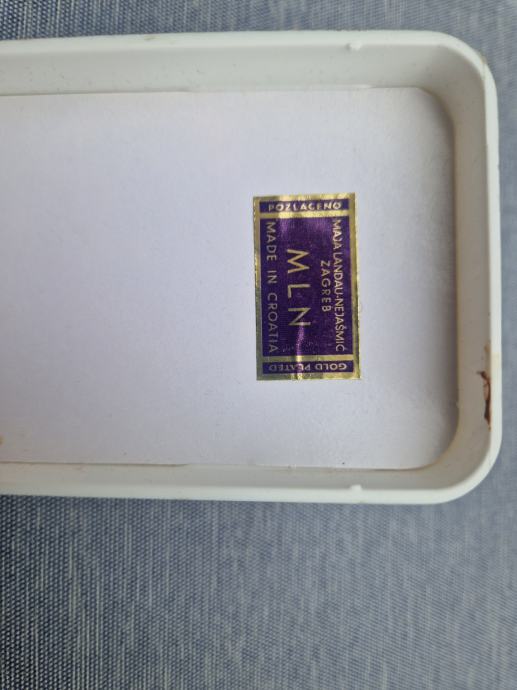 MAJA LANDAU-NEJAŠMIĆ
ZAGREB
MLN
MADE IN CROATIA
POZLAĆENO
GOLD PLATED